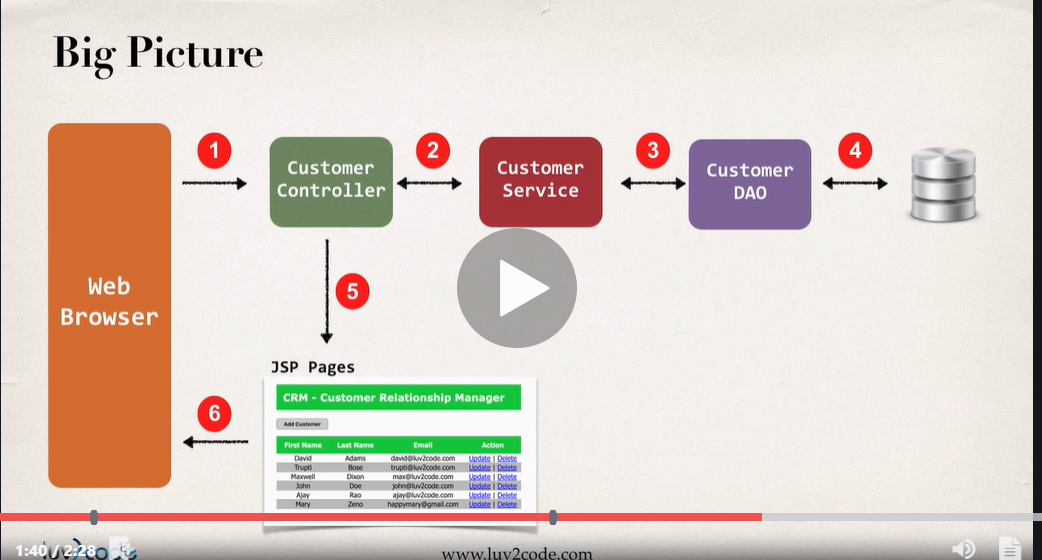 Big Picture
1
2
3
4
Customer
Controller
Customer
Service
Customer
DAO
Web
Browser
5
JSP Pages
6
CRM - Customer Relationship Manager
Add Customer
First Name Last Name Email Action
David Adams david@luv2code.com Update | Delete
Trupti Bose trupti@luv2code.com Update | Delete
Maxwell Dixon max@luv2code.com Update | Delete
John Doe john@luv2code.com Update | Delete
Ajay Rao ajay@luv2code.com Update | Delete
Mary Zeno happymary@gmail.com Update | Delete
1:40 / 2:28
www.luv2code.com